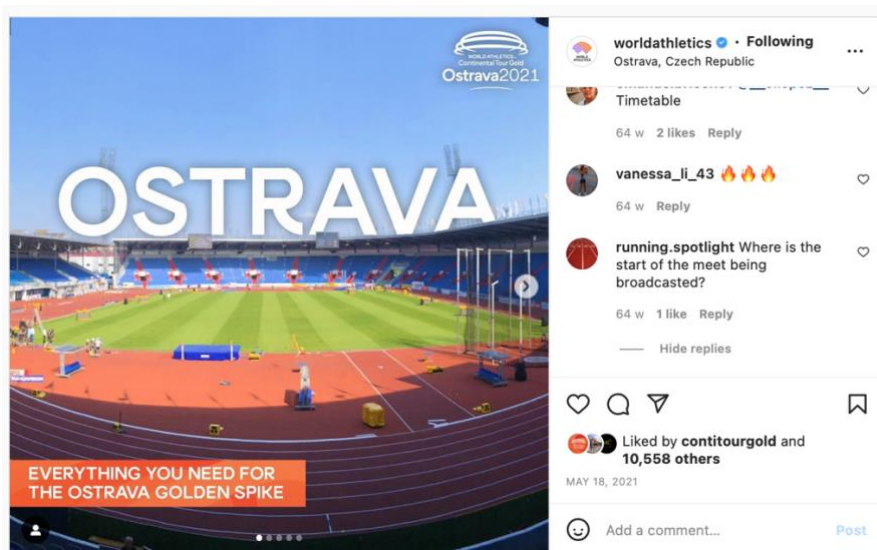 WORLD ATHLETICS
Continental Tour Gold
Ostrava2021
OSTRAVA
EVERYTHING YOU NEED FOR
THE OSTRAVA GOLDEN SPIKE
worldathletics • Following
Ostrava, Czech Republic
Timetable
64 w 2 likes Reply
vanessa_li_43 🔥🔥🔥
64 w Reply
running.spotlight Where is the
start of the meet being
broadcasted?
64 w 1 like Reply
Hide replies
Liked by contitourgold and
10,558 others
MAY 18, 2021
Add a comment...
Post